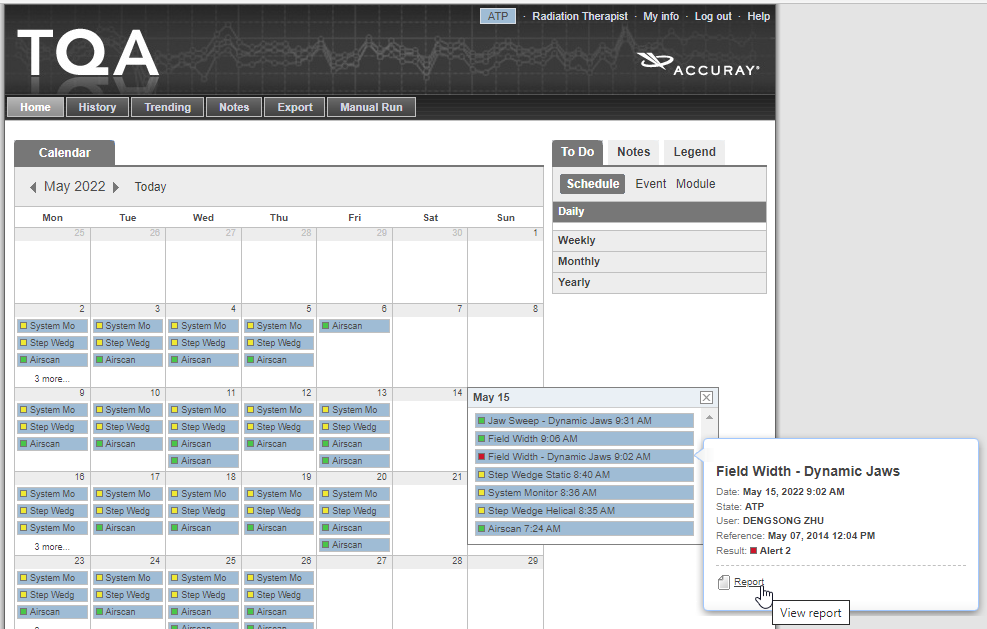 ATP · Radiation Therapist · My info · Log out · Help
TQA
ACCURAY
Home History Trending Notes Export Manual Run
Calendar
May 2022 Today
Mon Tue Wed Thu Fri Sat Sun
25 26 27 28 29 30 1
2 3 4 5 6 7 8
System Mo System Mo System Mo System Mo Airscan
Step Wedg Step Wedg Step Wedg Step Wedg
Airscan Airscan Airscan Airscan
3 more...
9 10 11 12 13 14
System Mo System Mo System Mo System Mo System Mo
Step Wedg Step Wedg Step Wedg Step Wedg Step Wedg
Airscan Airscan Airscan Airscan Airscan
Airscan Airscan
16 17 18 19 20 21
System Mo System Mo System Mo System Mo System Mo
Step Wedg Step Wedg Step Wedg Step Wedg Step Wedg
System Mo Airscan Airscan Airscan Airscan
3 more... Airscan
23 24 25 26 27 28 29
System Mo System Mo System Mo System Mo
Step Wedg Step Wedg Step Wedg Step Wedg
Airscan Airscan Airscan Airscan
Airscan Airscan
To Do Notes Legend
Schedule Event Module
Daily
Weekly
Monthly
Yearly
May 15
Jaw Sweep - Dynamic Jaws 9:31 AM
Field Width 9:06 AM
Field Width - Dynamic Jaws 9:02 AM
Step Wedge Static 8:40 AM
System Monitor 8:36 AM
Step Wedge Helical 8:35 AM
Airscan 7:24 AM
Field Width - Dynamic Jaws
Date: May 15, 2022 9:02 AM
State: ATP
User: DENGSONG ZHU
Reference: May 07, 2014 12:04 PM
Result: Alert 2
Report
View report